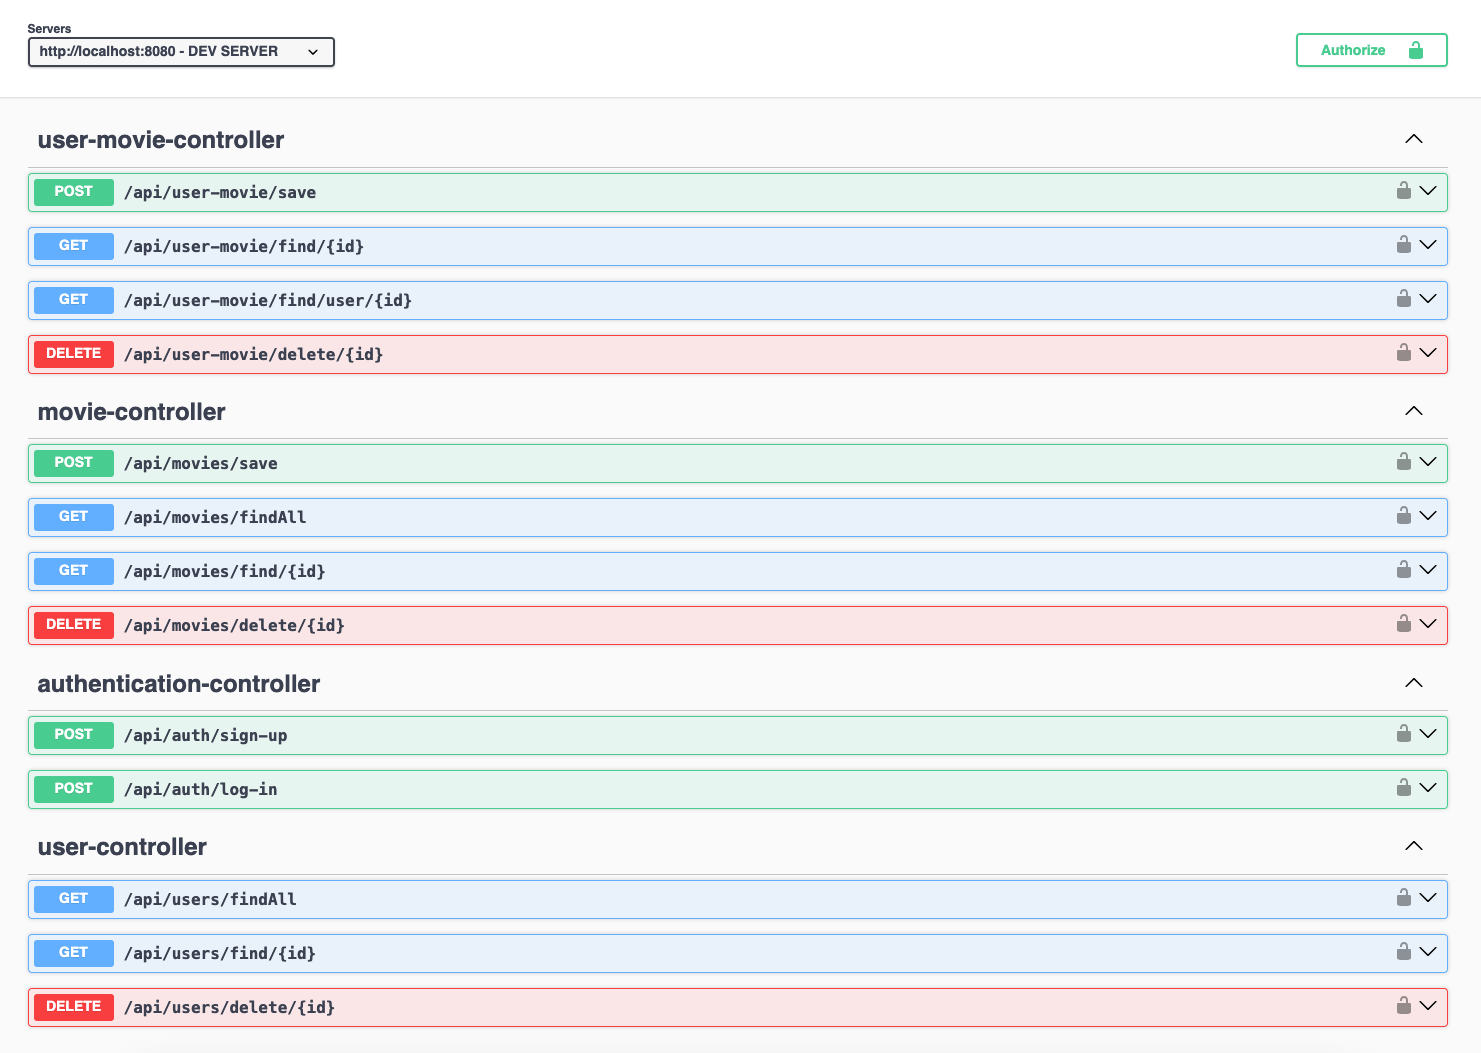 Servers
http://localhost:8080 - DEV SERVER
Authorize
user-movie-controller
POST /api/user-movie/save
GET /api/user-movie/find/{id}
GET /api/user-movie/find/user/{id}
DELETE /api/user-movie/delete/{id}
movie-controller
POST /api/movies/save
GET /api/movies/findAll
GET /api/movies/find/{id}
DELETE /api/movies/delete/{id}
authentication-controller
POST /api/auth/sign-up
POST /api/auth/log-in
user-controller
GET /api/users/findAll
GET /api/users/find/{id}
DELETE /api/users/delete/{id}